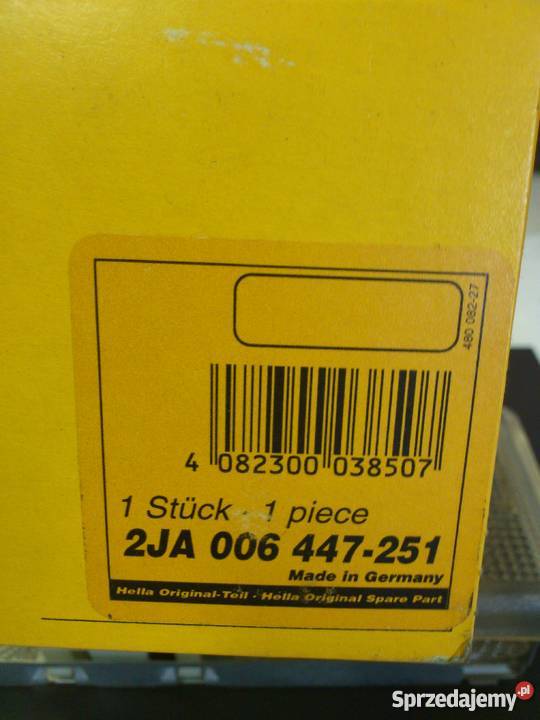 480 082-27
4 082300 038507
1 Stück · 1 piece
2JA 006 447-251
Made in Germany
Hella Original-Teil · Hella Original Spare Part
Sprzedajemy.pl